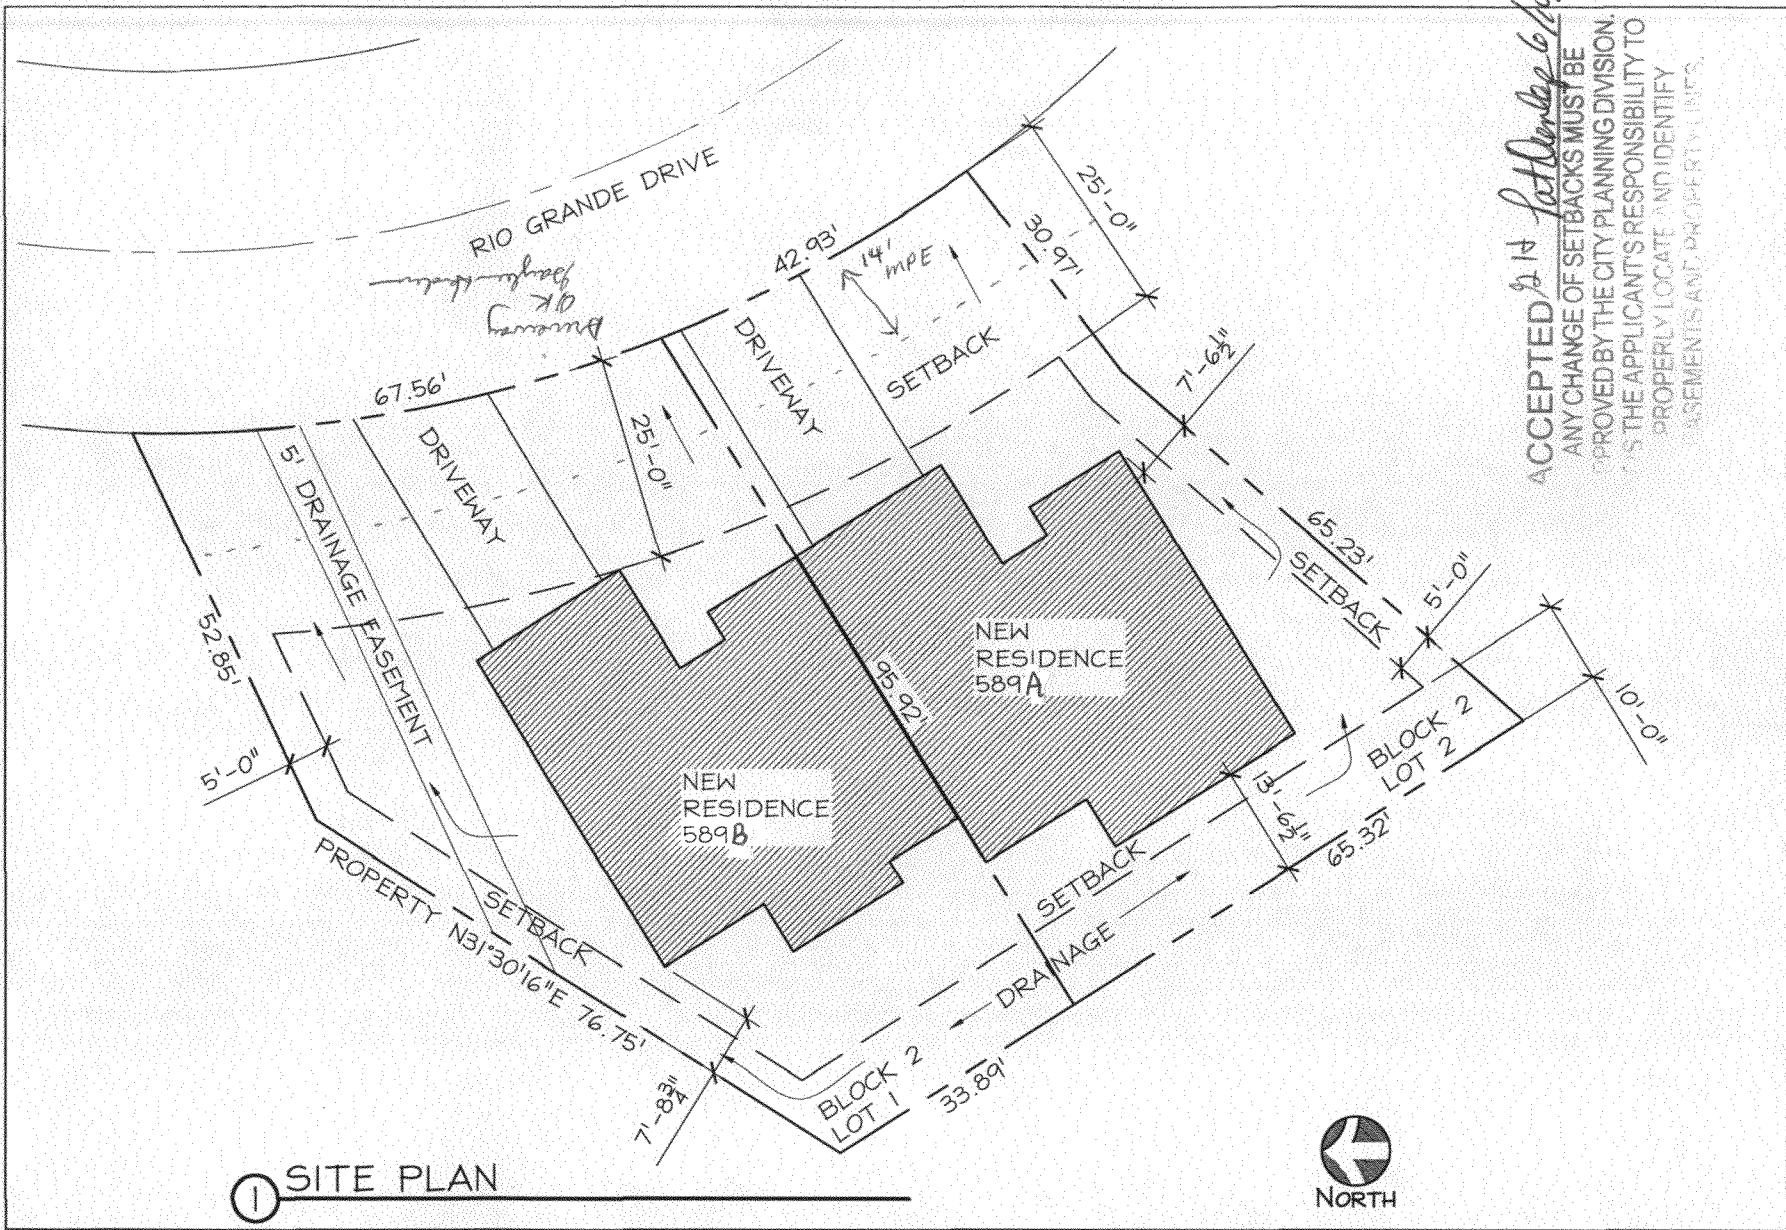 RIO GRANDE DRIVE
Driveway
OK
67.56'
42.93'
14'
MPE
30.97'
25'-0"
7'-6½"
DRIVEWAY
SETBACK
DRIVEWAY
25'-0"
5' DRAINAGE EASEMENT
52.85'
5'-0"
65.23'
SETBACK
5'-0"
10'-0"
NEW
RESIDENCE
589A
95.92'
NEW
RESIDENCE
589B
BLOCK 2
LOT 2
13'-6½"
65.32'
SETBACK
DRAINAGE
PROPERTY N31°30'16"E 76.75'
SETBACK
7'-8¾"
BLOCK 2
LOT 1
33.89'
1 SITE PLAN
NORTH
ACCEPTED
ANY CHANGE OF SETBACKS MUST BE
PROVED BY THE CITY PLANNING DIVISION.
S THE APPLICANT'S RESPONSIBILITY TO
PROPERLY LOCATE AND IDENTIFY
ASEMENTS AND PROPERTY LINES.